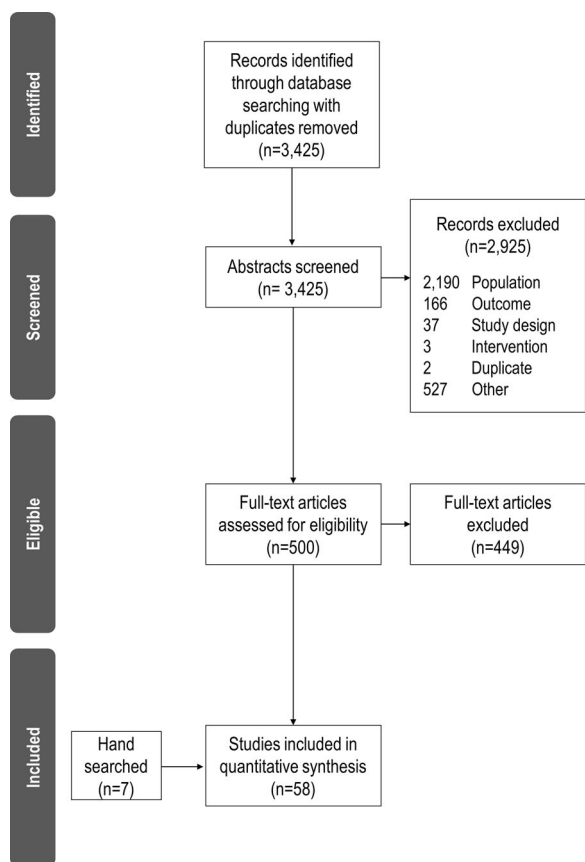 Identified
Records identified
through database
searching with
duplicates removed
(n=3,425)
Screened
Abstracts screened
(n= 3,425)
Records excluded
(n=2,925)
2,190 Population
166 Outcome
37 Study design
3 Intervention
2 Duplicate
527 Other
Eligible
Full-text articles
assessed for eligibility
(n=500)
Full-text articles
excluded
(n=449)
Included
Hand
searched
(n=7)
Studies included in
quantitative synthesis
(n=58)